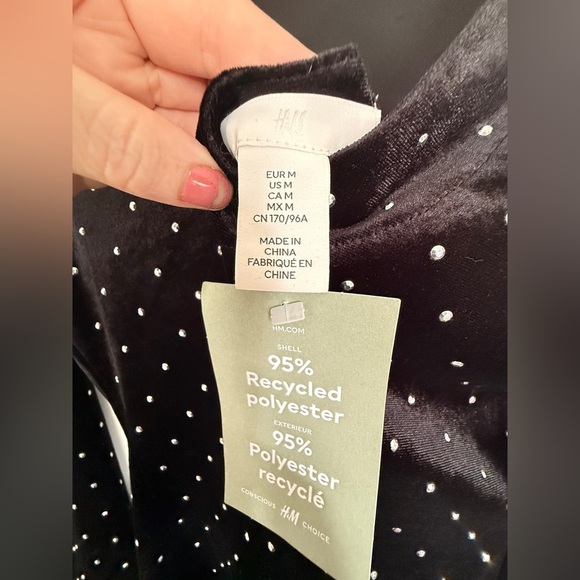 H&M
EUR M
US M
CA M
MX M
CN 170/96A
MADE IN
CHINA
FABRIQUÉ EN
CHINE
HM.COM
SHELL
95%
Recycled
polyester
EXTERIEUR
95%
Polyester
recyclé
CONSCIOUS H&M CHOICE